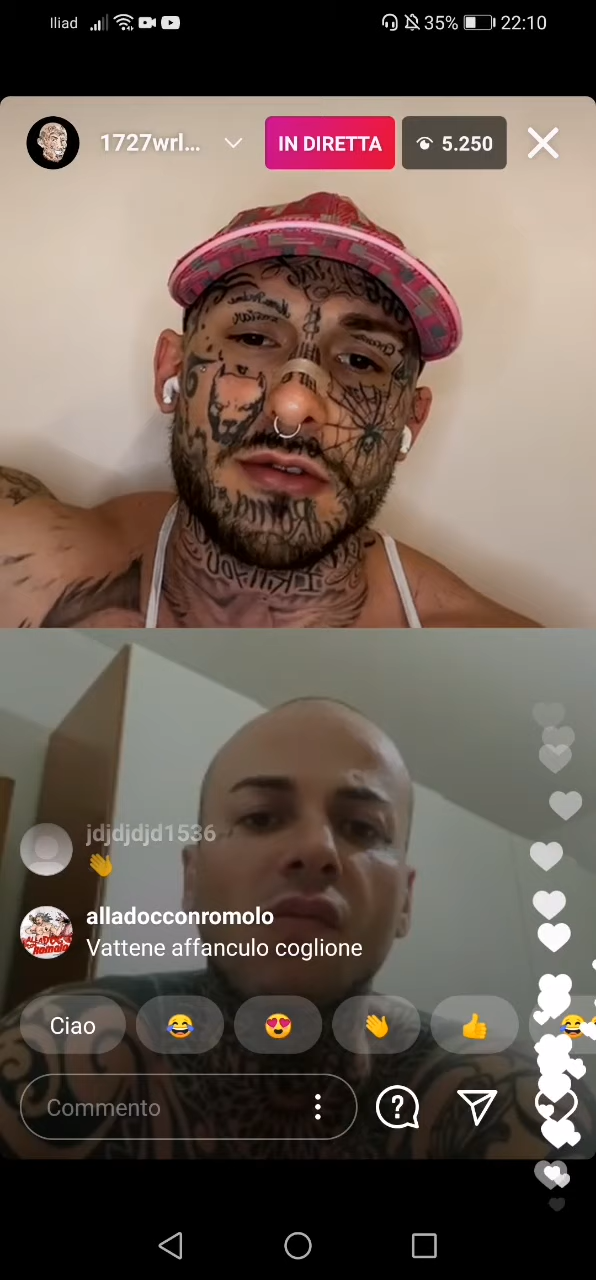 Iliad
35%
22:10
1727wrl...
IN DIRETTA
5.250
jdjdjdjd1536
👋
alladocconromolo
Vattene affanculo coglione
Ciao
😂
😍
👋
👍
😂
Commento